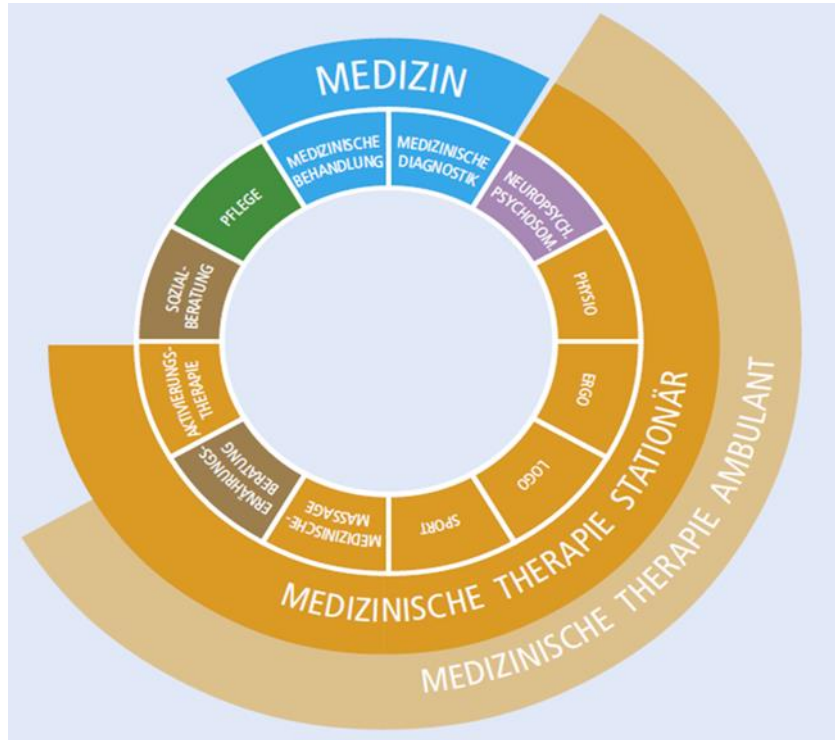 MEDIZIN
MEDIZINISCHE
BEHANDLUNG
MEDIZINISCHE
DIAGNOSTIK
NEUROPSYCH.
PSYCHOSOM.
PHYSIO
ERGO
LOGO
SPORT
MEDIZINISCHE-
MASSAGE
ERNÄHRUNGS-
BERATUNG
AKTIVIERUNGS-
THERAPIE
SOZIAL-
BERATUNG
PFLEGE
MEDIZINISCHE THERAPIE STATIONÄR
MEDIZINISCHE THERAPIE AMBULANT